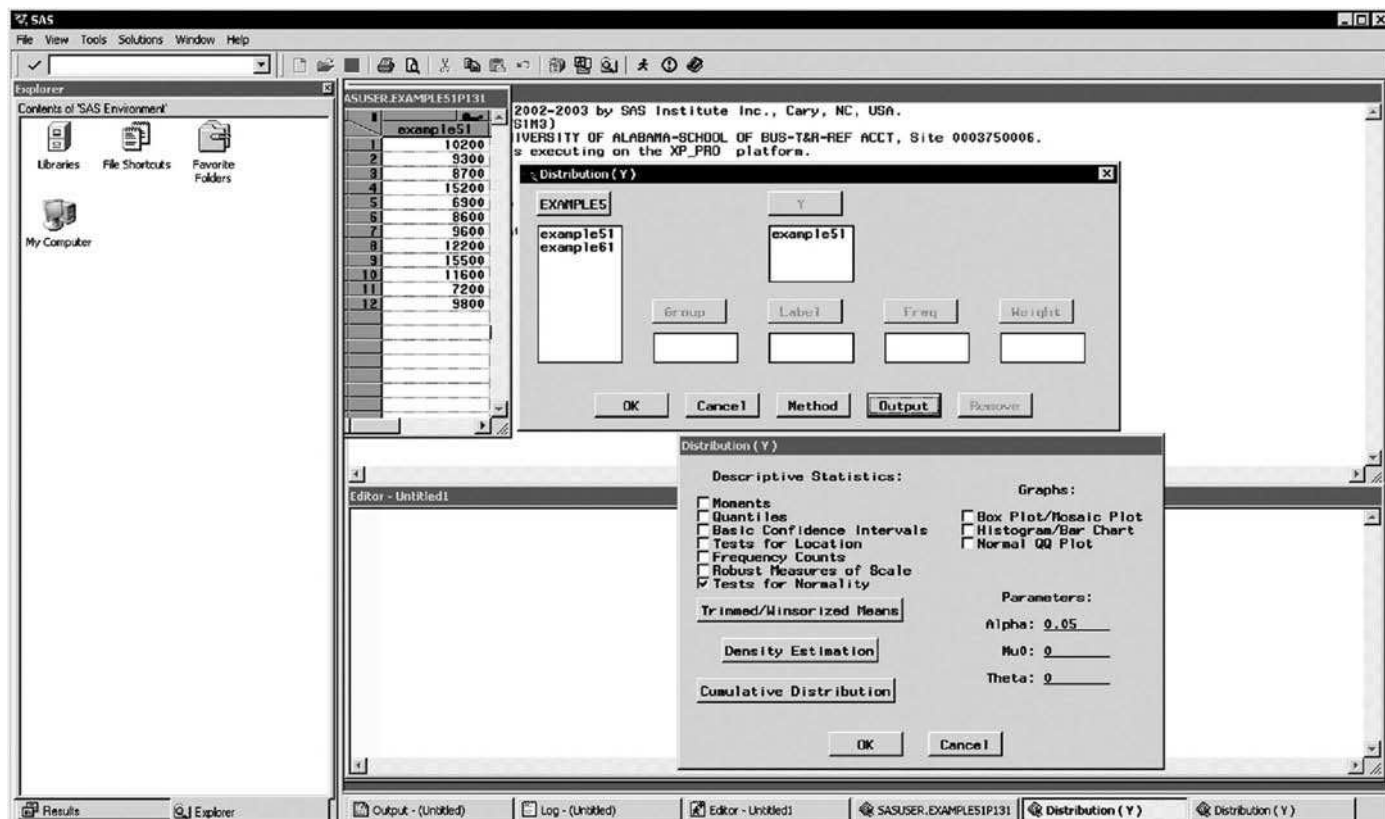 SAS
File View Tools Solutions Window Help
Explorer
Contents of 'SAS Environment'
Libraries
File Shortcuts
Favorite Folders
My Computer
ASUSER.EXAMPLE51P131
example51
1 10200
2 9300
3 8700
4 15200
5 6900
6 8600
7 9600
8 12200
9 15500
10 11600
11 7200
12 9800
2002-2003 by SAS Institute Inc., Cary, NC, USA.
S1M3)
IVERSITY OF ALABAMA-SCHOOL OF BUS-T&R-REF ACCT, Site 0003750006.
s executing on the XP_PRO platform.
Distribution (Y)
EXAMPLE5
Y
example51
example61
example51
Group
Label
Freq
Weight
OK
Cancel
Method
Output
Remove
Editor - Untitled1
Distribution (Y)
Descriptive Statistics:
Moments
Quantiles
Basic Confidence Intervals
Tests for Location
Frequency Counts
Robust Measures of Scale
Tests for Normality
Trimmed/Winsorized Means
Density Estimation
Cumulative Distribution
Graphs:
Box Plot/Mosaic Plot
Histogram/Bar Chart
Normal QQ Plot
Parameters:
Alpha: 0.05
Mu0: 0
Theta: 0
OK
Cancel
Results
Explorer
Output - (Untitled)
Log - (Untitled)
Editor - Untitled1
SASUSER.EXAMPLE51P131
Distribution (Y)
Distribution (Y)